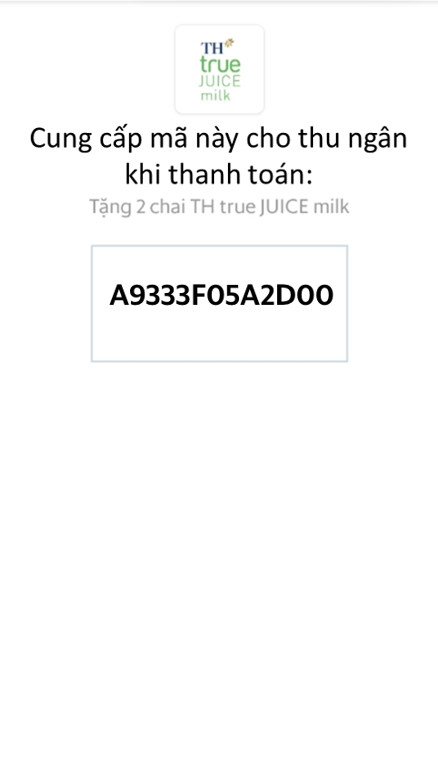 TH
true
JUICE
milk
Cung cấp mã này cho thu ngân
khi thanh toán:
Tặng 2 chai TH true JUICE milk
A9333F05A2D00